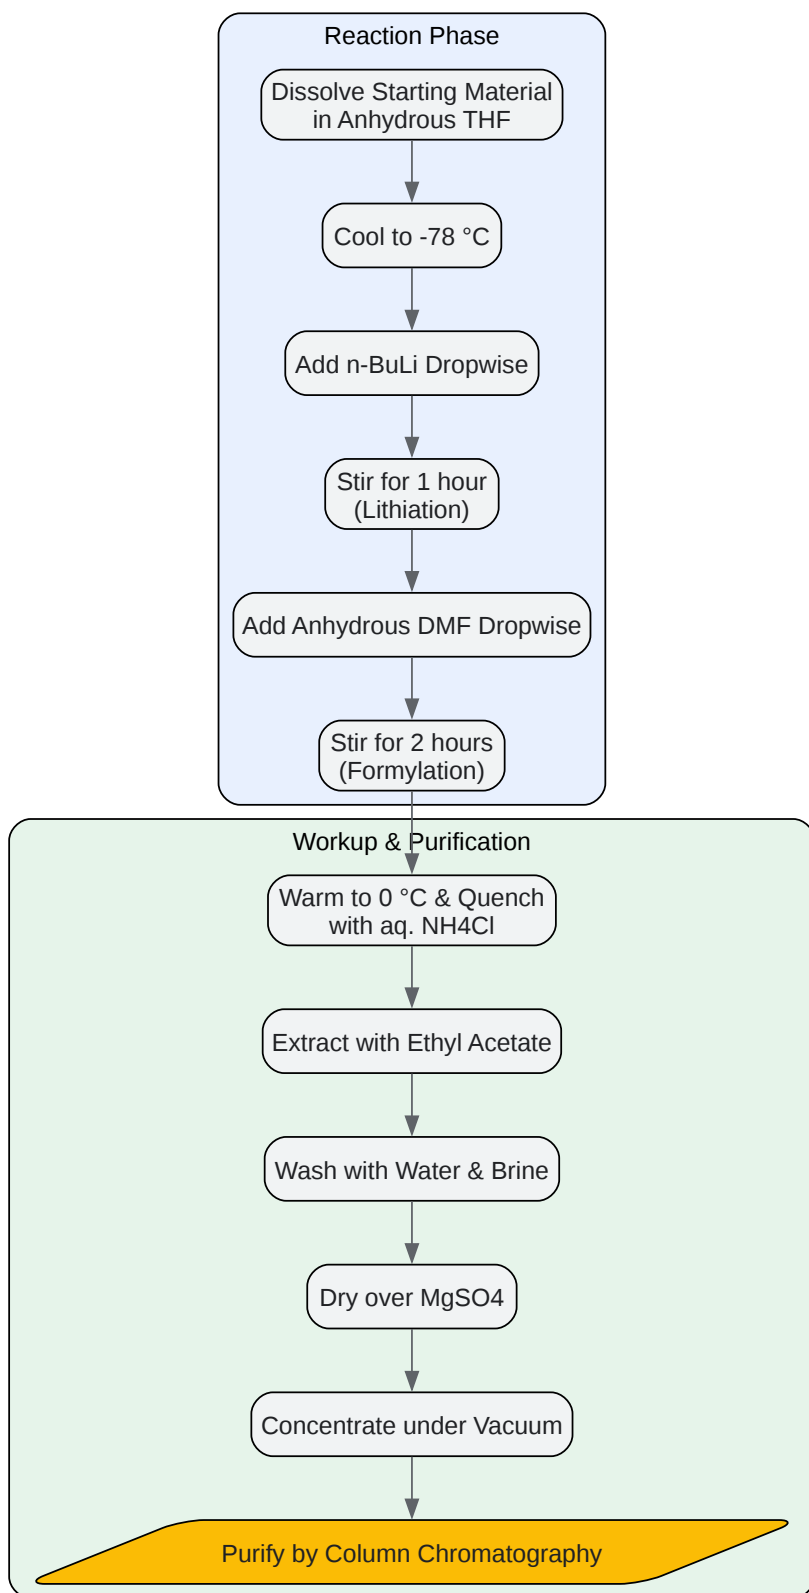 Reaction Phase
Dissolve Starting Material
in Anhydrous THF
Cool to -78 °C
Add n-BuLi Dropwise
Stir for 1 hour
(Lithiation)
Add Anhydrous DMF Dropwise
Stir for 2 hours
(Formylation)
Workup & Purification
Warm to 0 °C & Quench
with aq. NH4Cl
Extract with Ethyl Acetate
Wash with Water & Brine
Dry over MgSO4
Concentrate under Vacuum
Purify by Column Chromatography